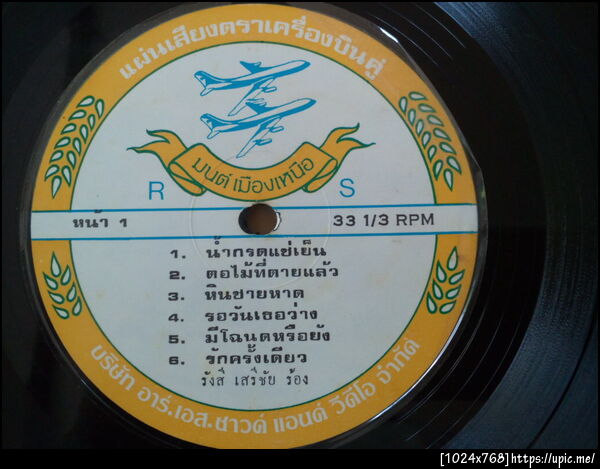 แผ่นเสียงตราเครื่องบินคู่
มนต์เมืองเหนือ
R S
หน้า 1 33 1/3 RPM
1. น้ำกรดแช่เย็น
2. ตอไม้ที่ตายแล้ว
3. หินชายหาด
4. รอวันเธอว่าง
5. มีโฉนดหรือยัง
6. รักครั้งเดียว
รังสี เสรีชัย ร้อง
บริษัท อาร์.เอส.ซาวด์ แอนด์ วีดีโอ จำกัด
[1024x768]https://upic.me/